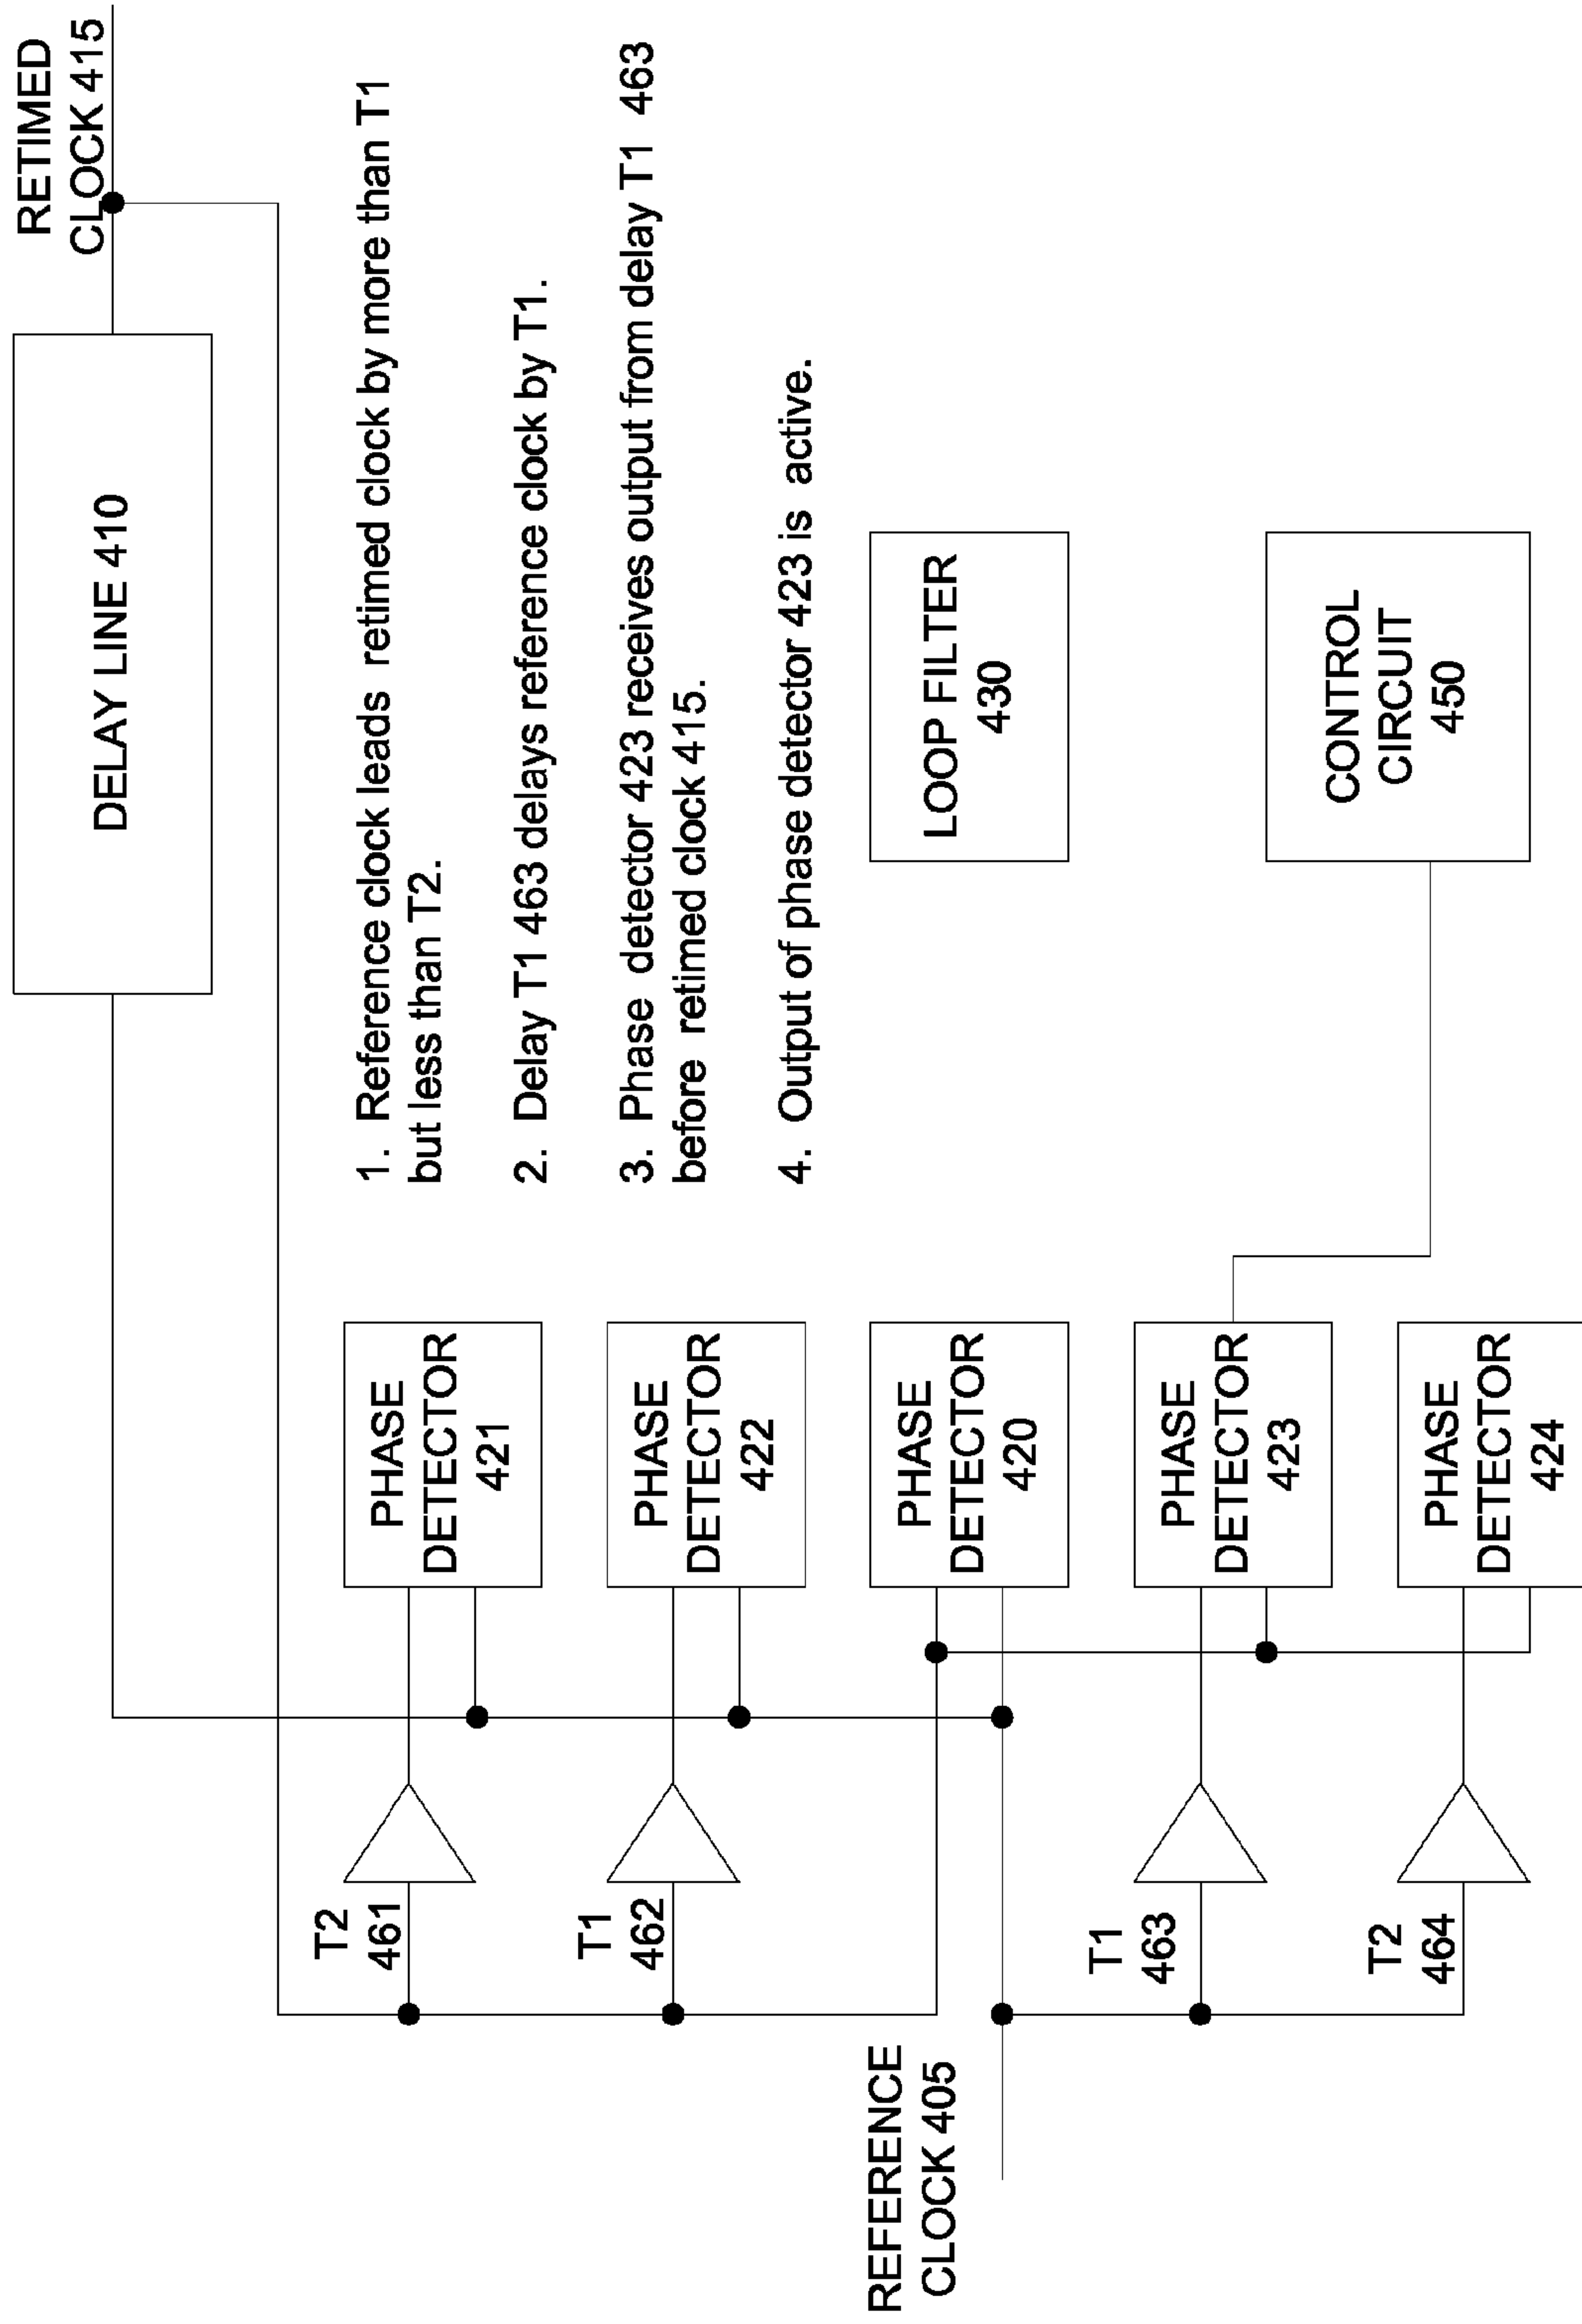 RETIMED
CLOCK 415
DELAY LINE 410
1. Reference clock leads retimed clock by more than T1
but less than T2.
2. Delay T1 463 delays reference clock by T1.
3. Phase detector 423 receives output from delay T1 463
before retimed clock 415.
4. Output of phase detector 423 is active.
T2
461
PHASE
DETECTOR
421
T1
462
PHASE
DETECTOR
422
REFERENCE
CLOCK 405
PHASE
DETECTOR
420
LOOP FILTER
430
T1
463
PHASE
DETECTOR
423
CONTROL
CIRCUIT
450
T2
464
PHASE
DETECTOR
424